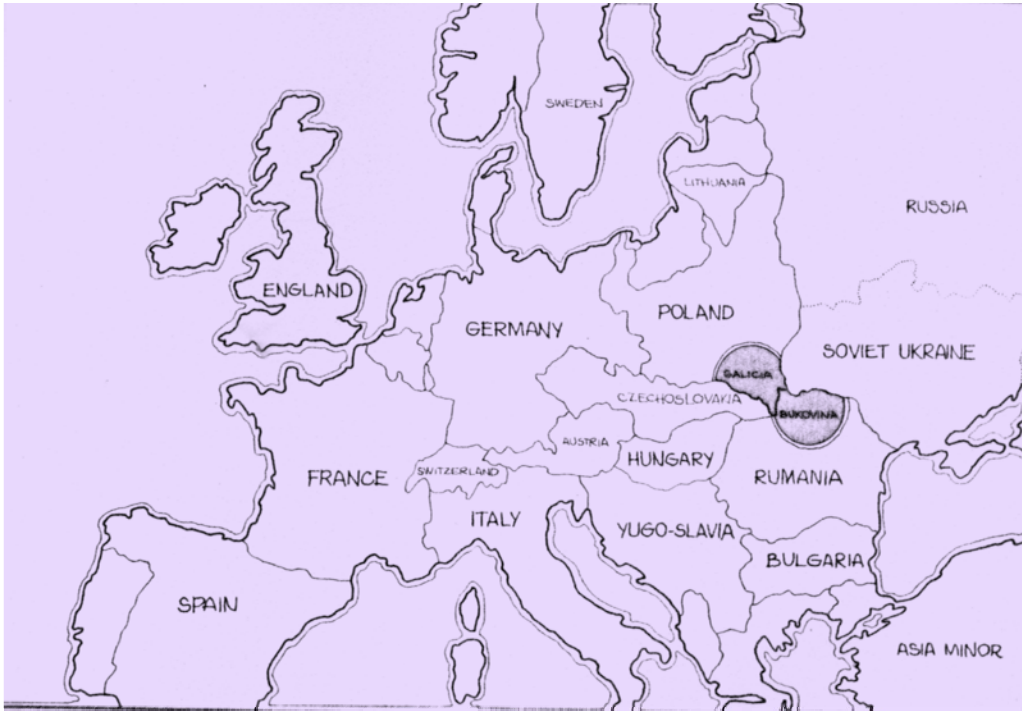 SWEDEN
LITHUANIA
RUSSIA
ENGLAND
POLAND
GERMANY
SOVIET UKRAINE
GALICIA
CZECHOSLOVAKIA
BUKOVINA
AUSTRIA
HUNGARY
SWITZERLAND
FRANCE
RUMANIA
ITALY
YUGO-SLAVIA
BULGARIA
SPAIN
ASIA MINOR